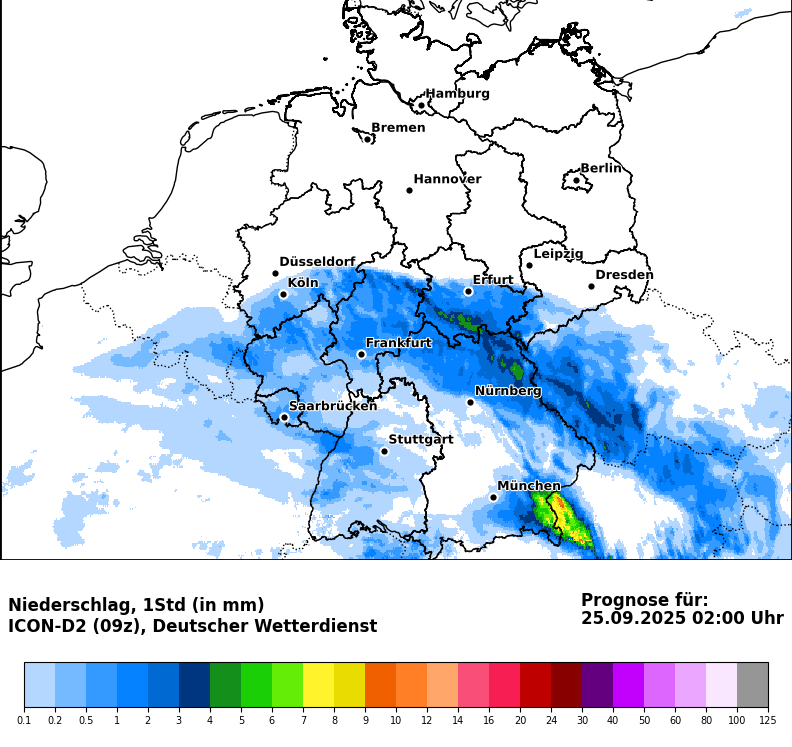 Hamburg
Bremen
Berlin
Hannover
Leipzig
Düsseldorf
Dresden
Köln
Erfurt
Frankfurt
Nürnberg
Saarbrücken
Stuttgart
München
Niederschlag, 1Std (in mm)
ICON-D2 (09z), Deutscher Wetterdienst
Prognose für:
25.09.2025 02:00 Uhr
0.1 0.2 0.5 1 2 3 4 5 6 7 8 9 10 12 14 16 20 24 30 40 50 60 80 100 125